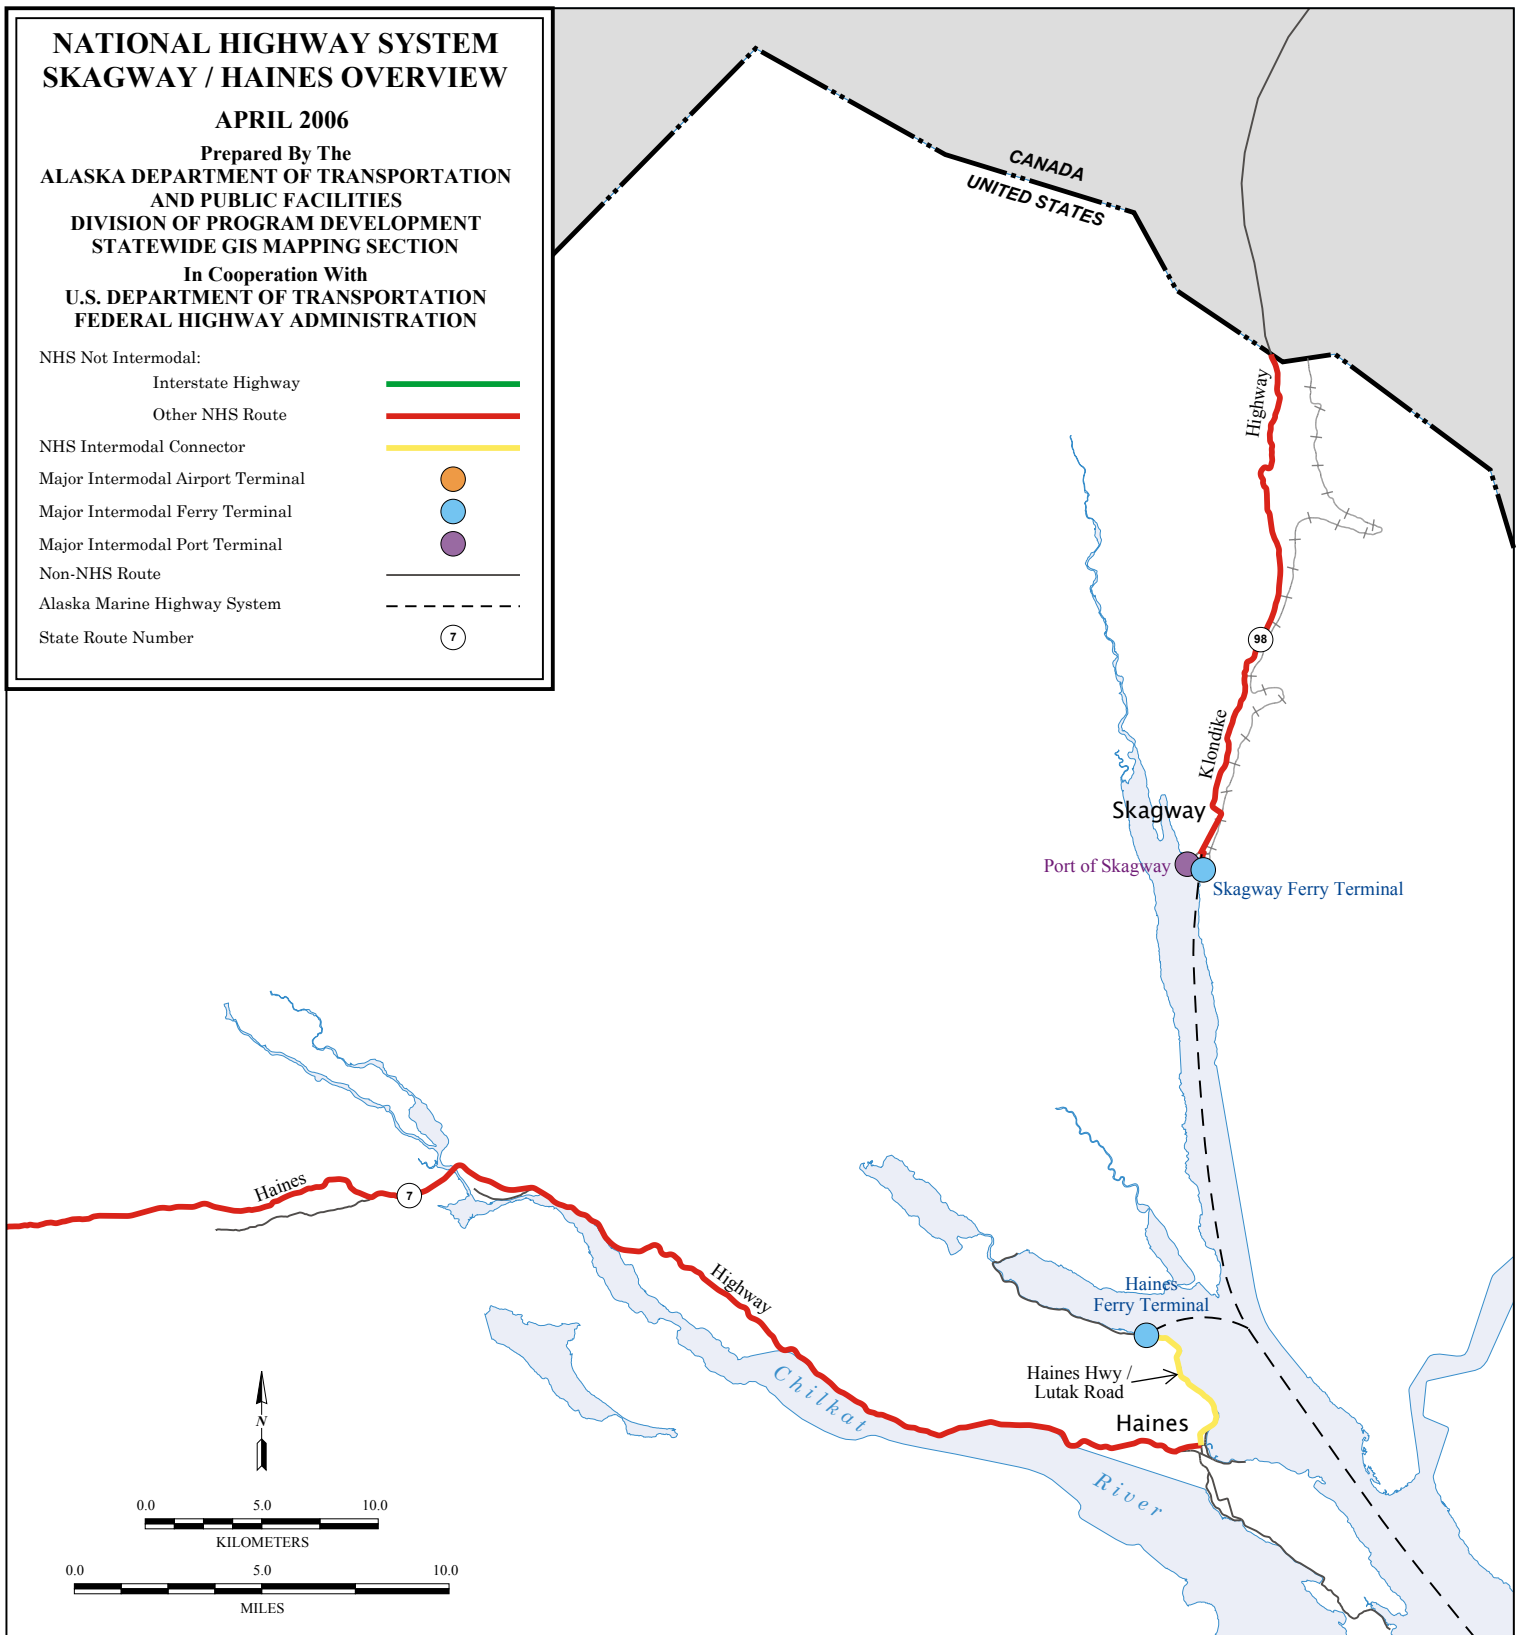 NATIONAL HIGHWAY SYSTEM
SKAGWAY / HAINES OVERVIEW
APRIL 2006
Prepared By The
ALASKA DEPARTMENT OF TRANSPORTATION
AND PUBLIC FACILITIES
DIVISION OF PROGRAM DEVELOPMENT
STATEWIDE GIS MAPPING SECTION
In Cooperation With
U.S. DEPARTMENT OF TRANSPORTATION
FEDERAL HIGHWAY ADMINISTRATION
NHS Not Intermodal:
Interstate Highway
Other NHS Route
NHS Intermodal Connector
Major Intermodal Airport Terminal
Major Intermodal Ferry Terminal
Major Intermodal Port Terminal
Non-NHS Route
Alaska Marine Highway System
State Route Number
7
CANADA
UNITED STATES
Highway
98
Klondike
Skagway
Port of Skagway
Skagway Ferry Terminal
Haines
7
Highway
Haines
Ferry Terminal
Haines Hwy /
Lutak Road
Haines
Chilkat
River
N
0.0 5.0 10.0
KILOMETERS
0.0 5.0 10.0
MILES